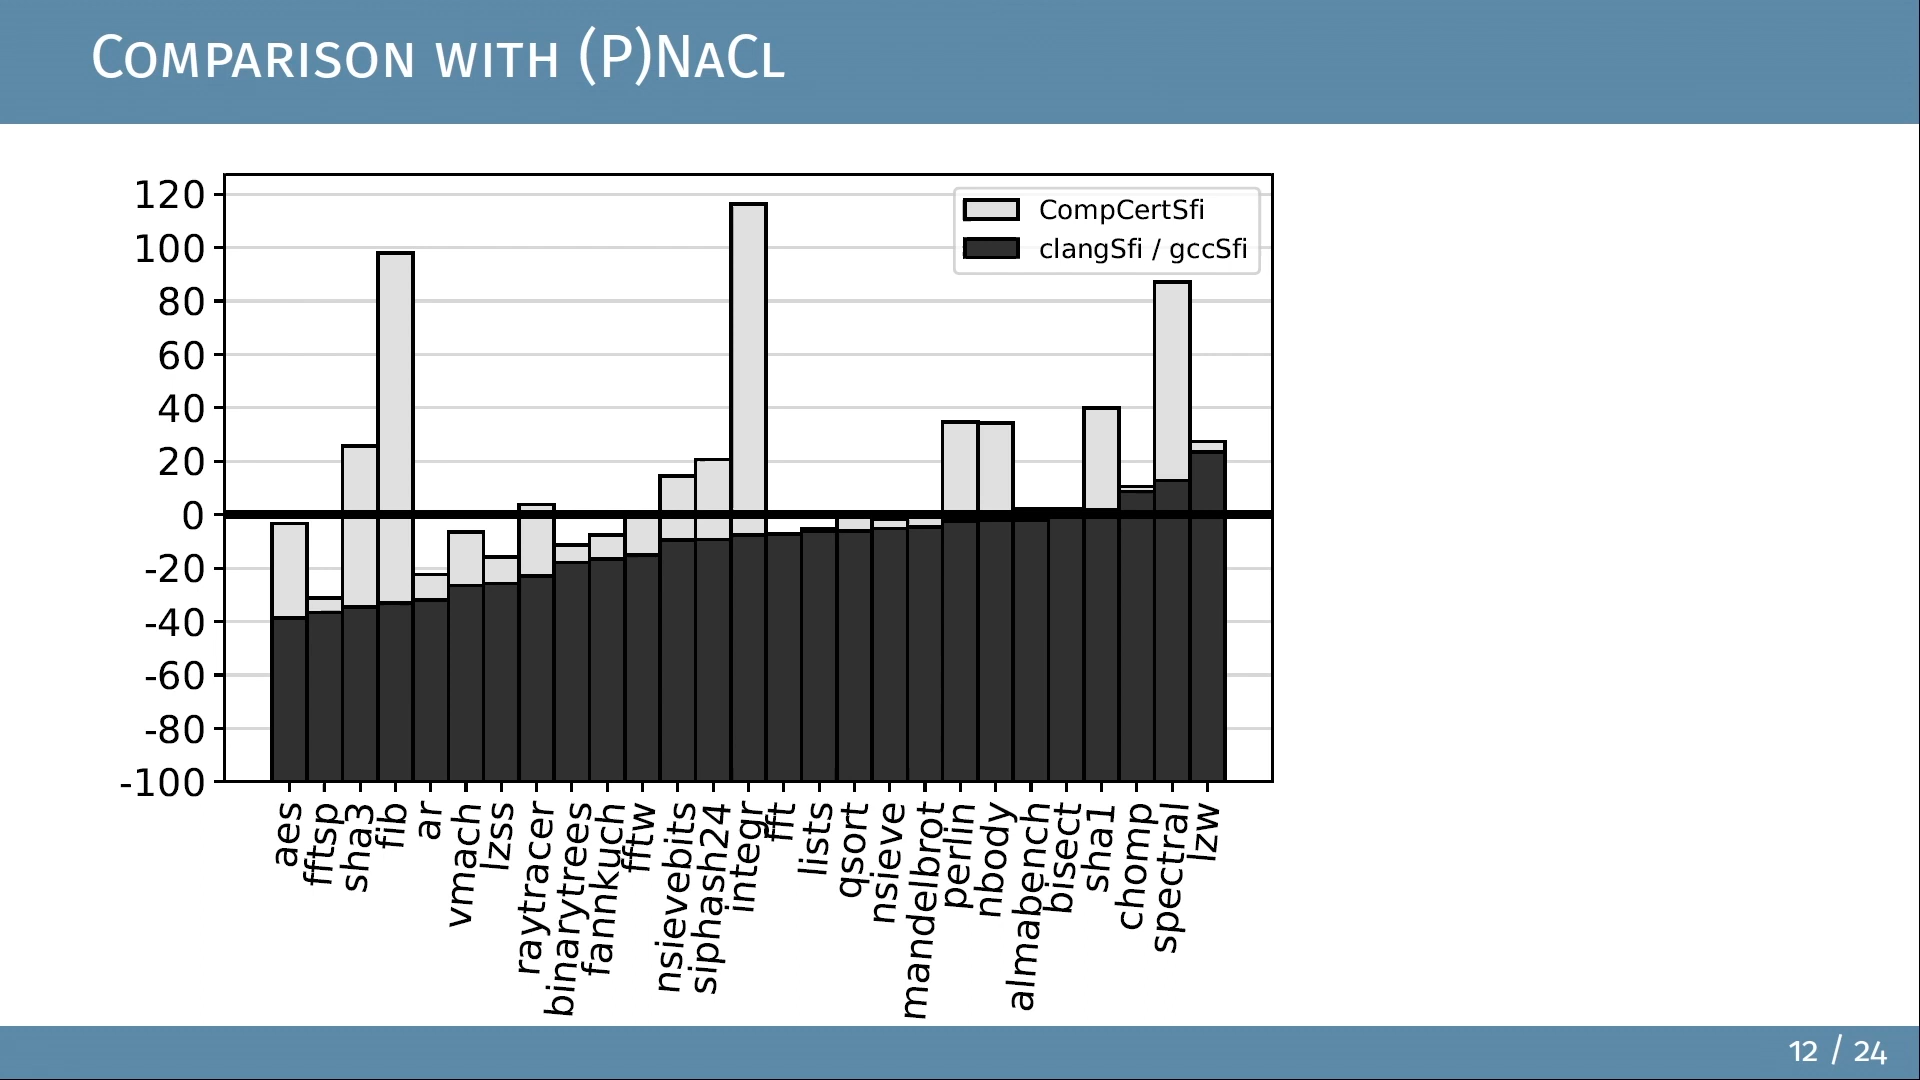 COMPARISON WITH (P)NACL
120
100
80
60
40
20
0
-20
-40
-60
-80
-100
CompCertSfi
clangSfi / gccSfi
aes
fftsp
sha3
fib
ar
vmach
lzss
raytracer
binarytrees
fannkuch
fftw
nsievebits
siphash24
integr
fft
lists
qsort
nsieve
mandelbrot
perlin
nbody
almabench
bisect
sha1
chomp
spectral
lzw
12 / 24